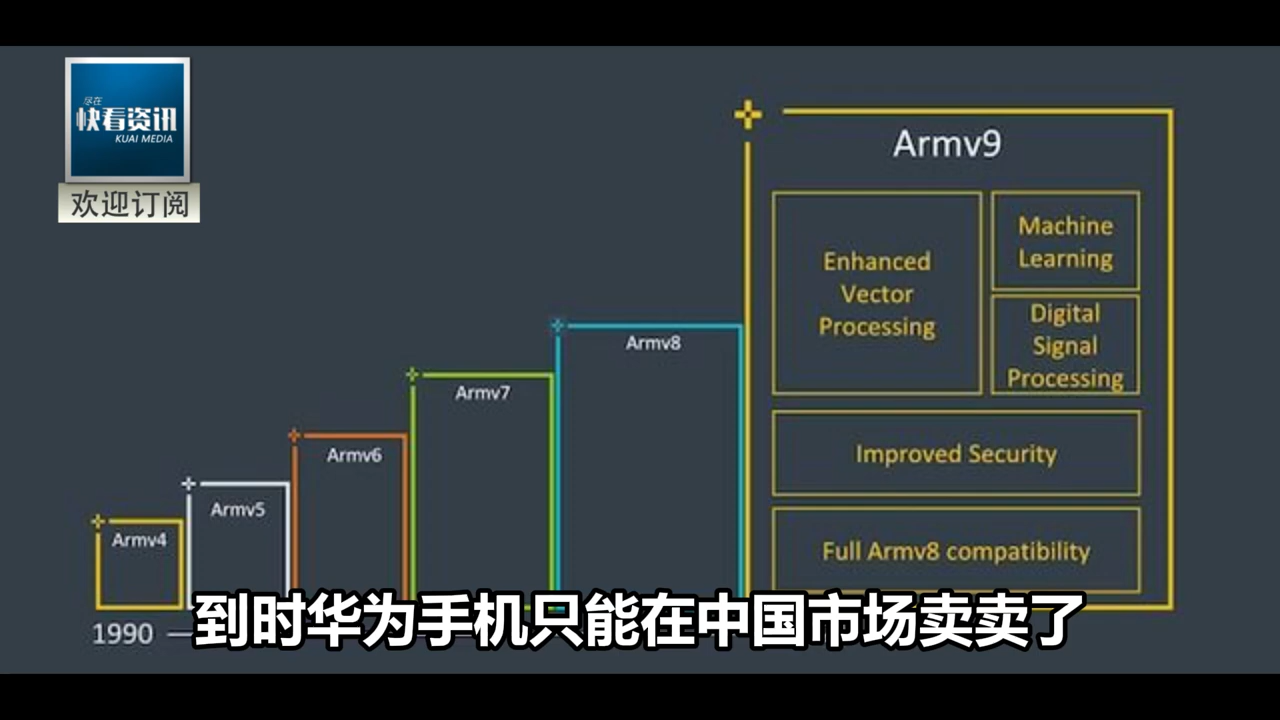 尽在
快看资讯
KUAI MEDIA
欢迎订阅
Armv9
Enhanced
Vector
Processing
Machine
Learning
Digital
Signal
Processing
Improved Security
Full Armv8 compatibility
Armv8
Armv7
Armv6
Armv5
Armv4
1990 —
到时华为手机只能在中国市场卖卖了